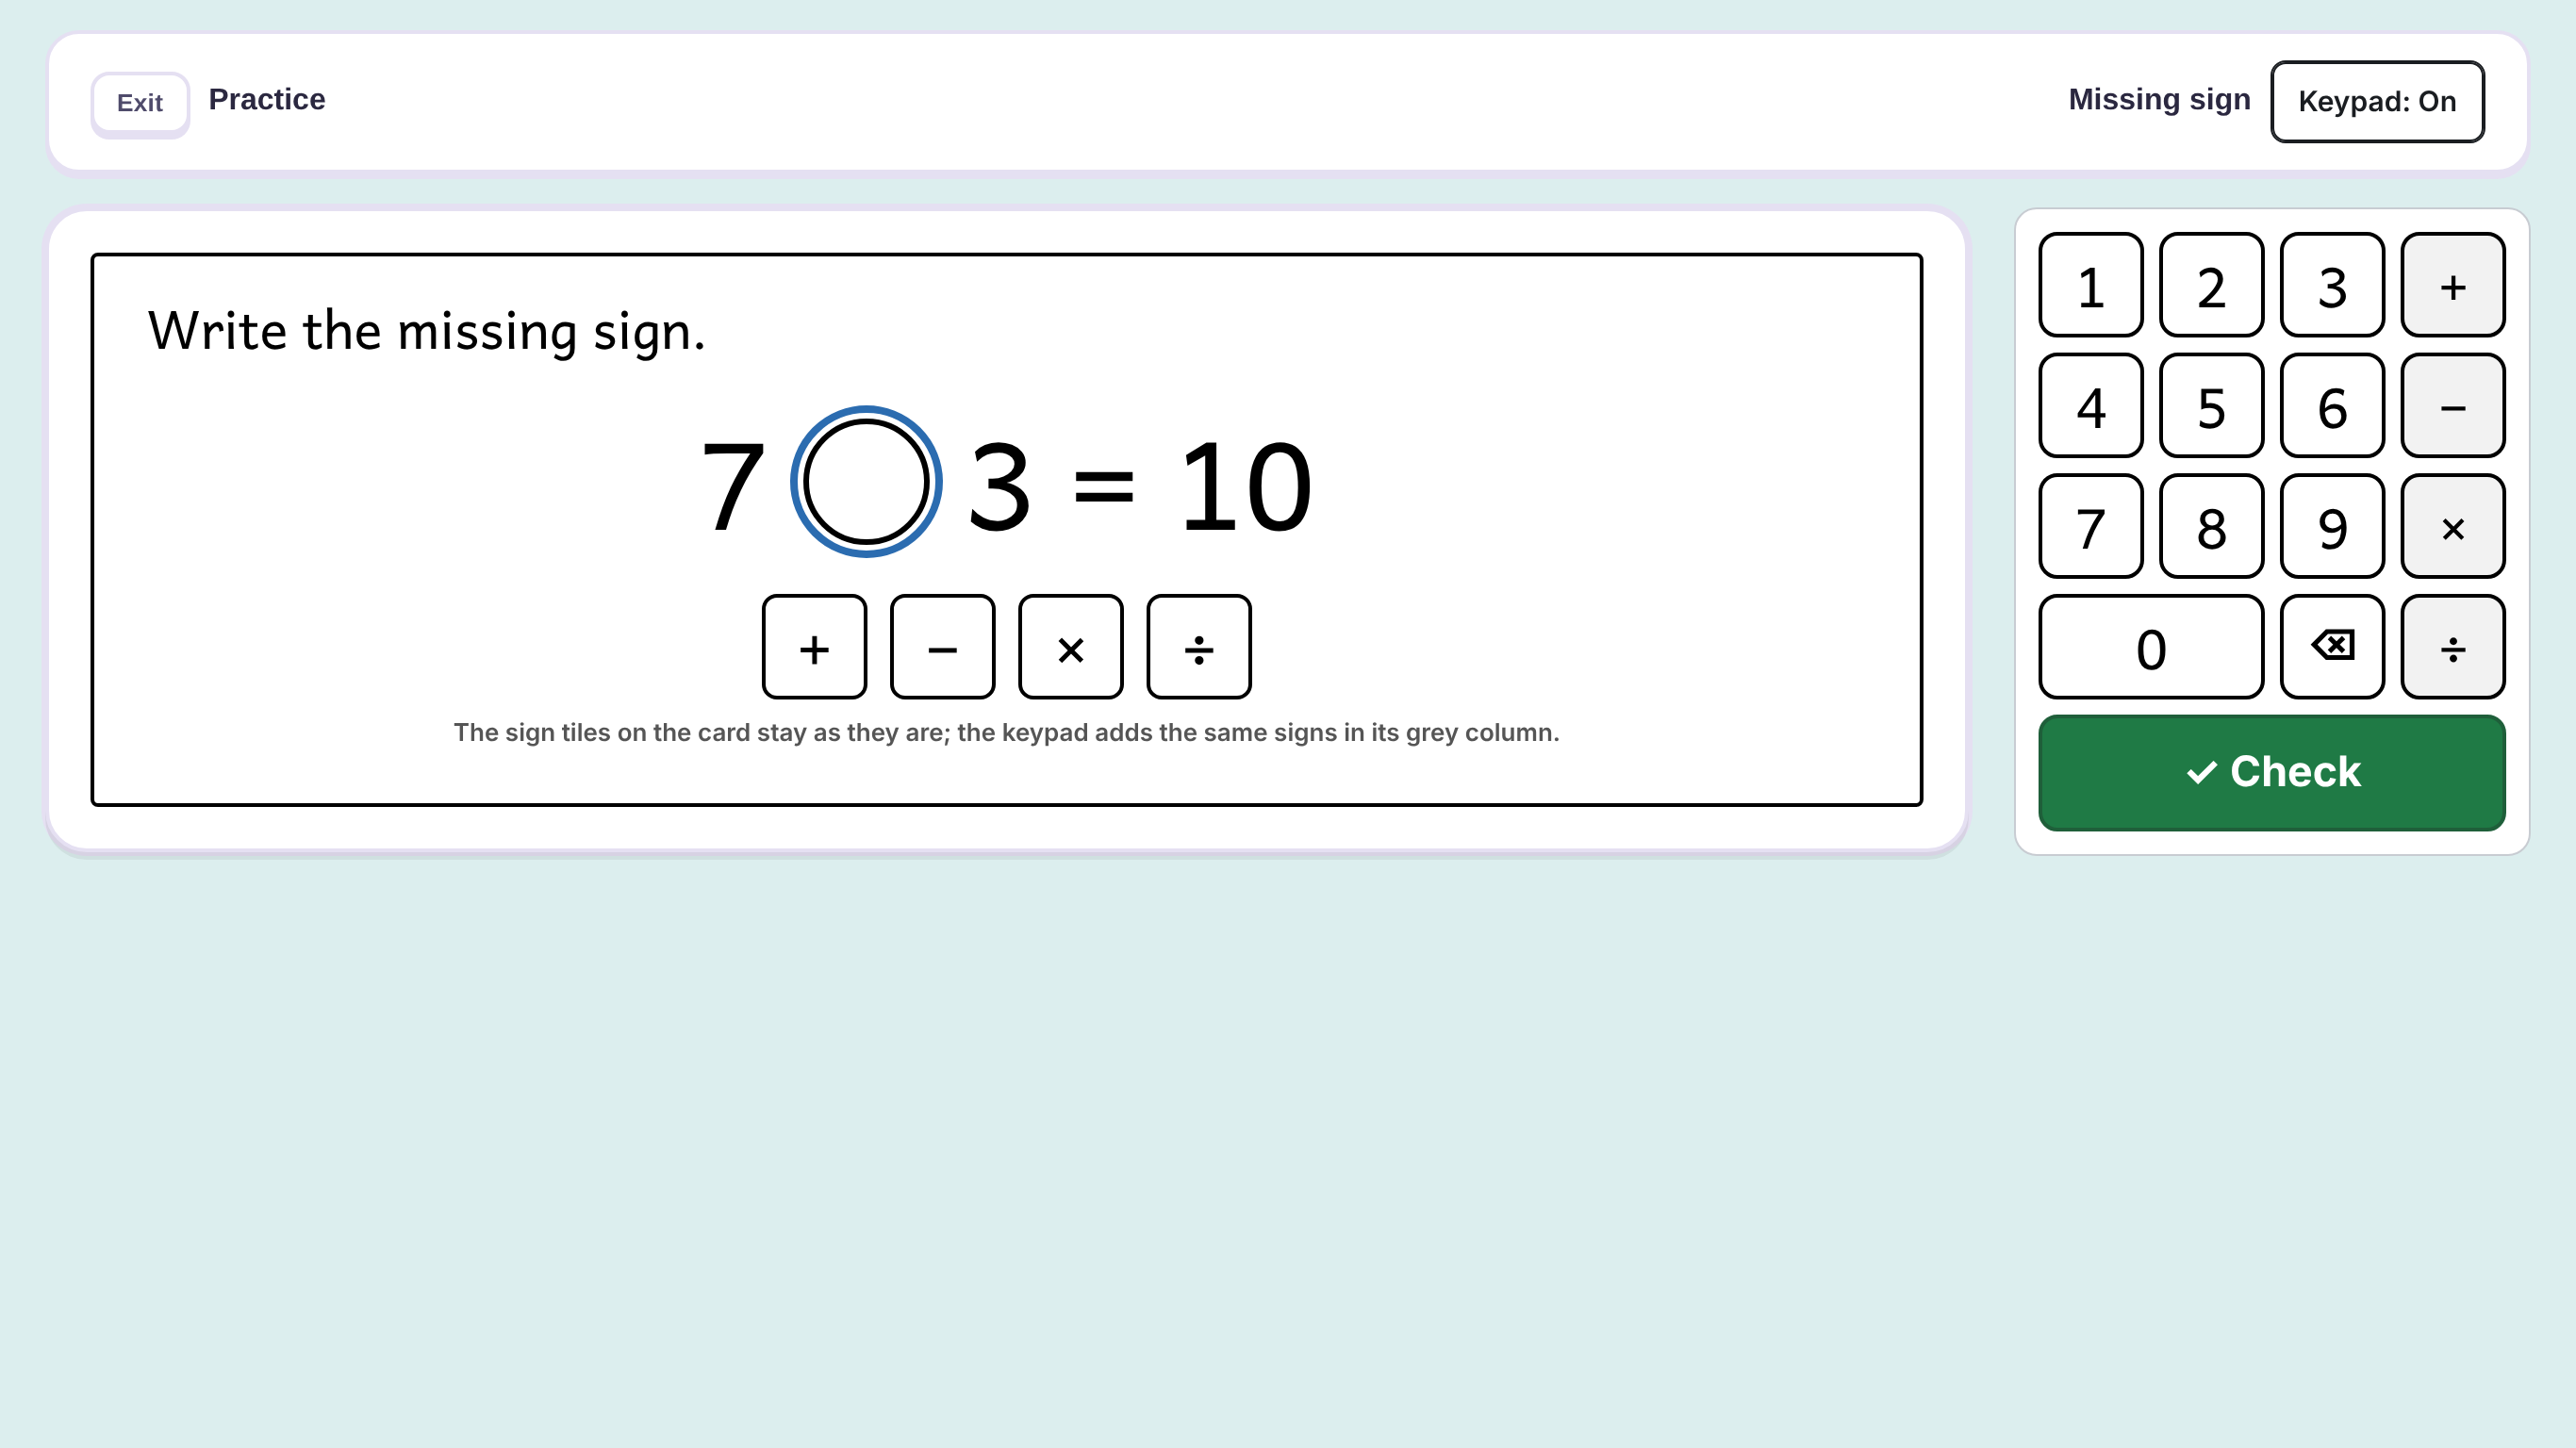 Exit Practice Missing sign Keypad: On
Write the missing sign.
7 3 = 10
+ − × ÷
The sign tiles on the card stay as they are; the keypad adds the same signs in its grey column.
1 2 3 +
4 5 6 −
7 8 9 ×
0 ÷
✓ Check